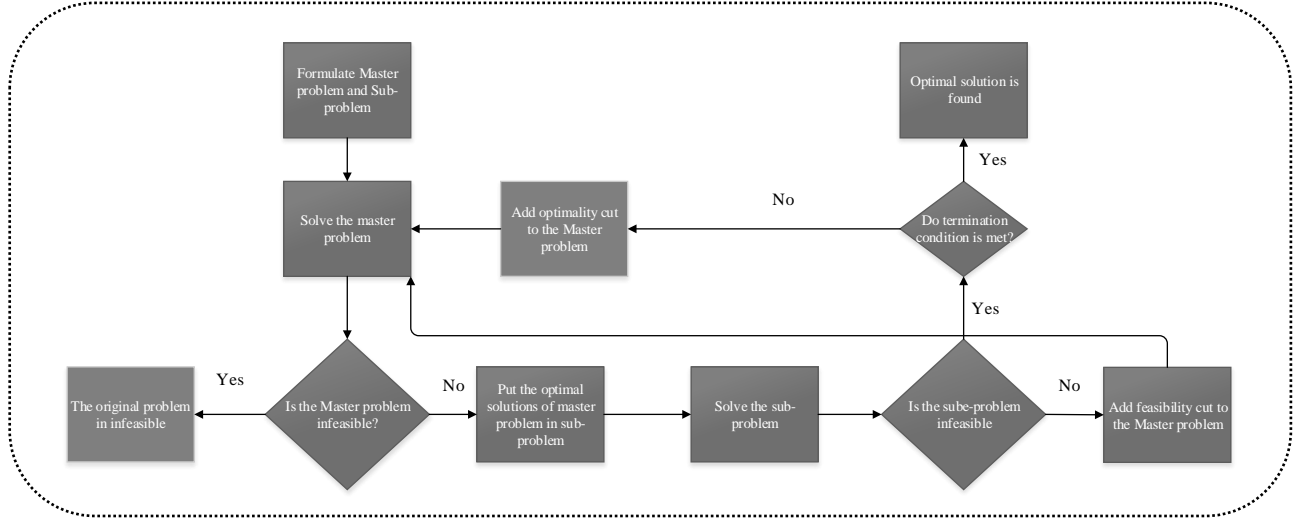 Formulate Master
problem and Sub-
problem
Optimal solution is
found
Yes
Solve the master
problem
Add optimality cut
to the Master
problem
No
Do termination
condition is met?
Yes
The original problem
in infeasible
Yes
Is the Master problem
infeasible?
No
Put the optimal
solutions of master
problem in sub-
problem
Solve the sub-
problem
Is the sube-problem
infeasible
No
Add feasibility cut to
the Master problem